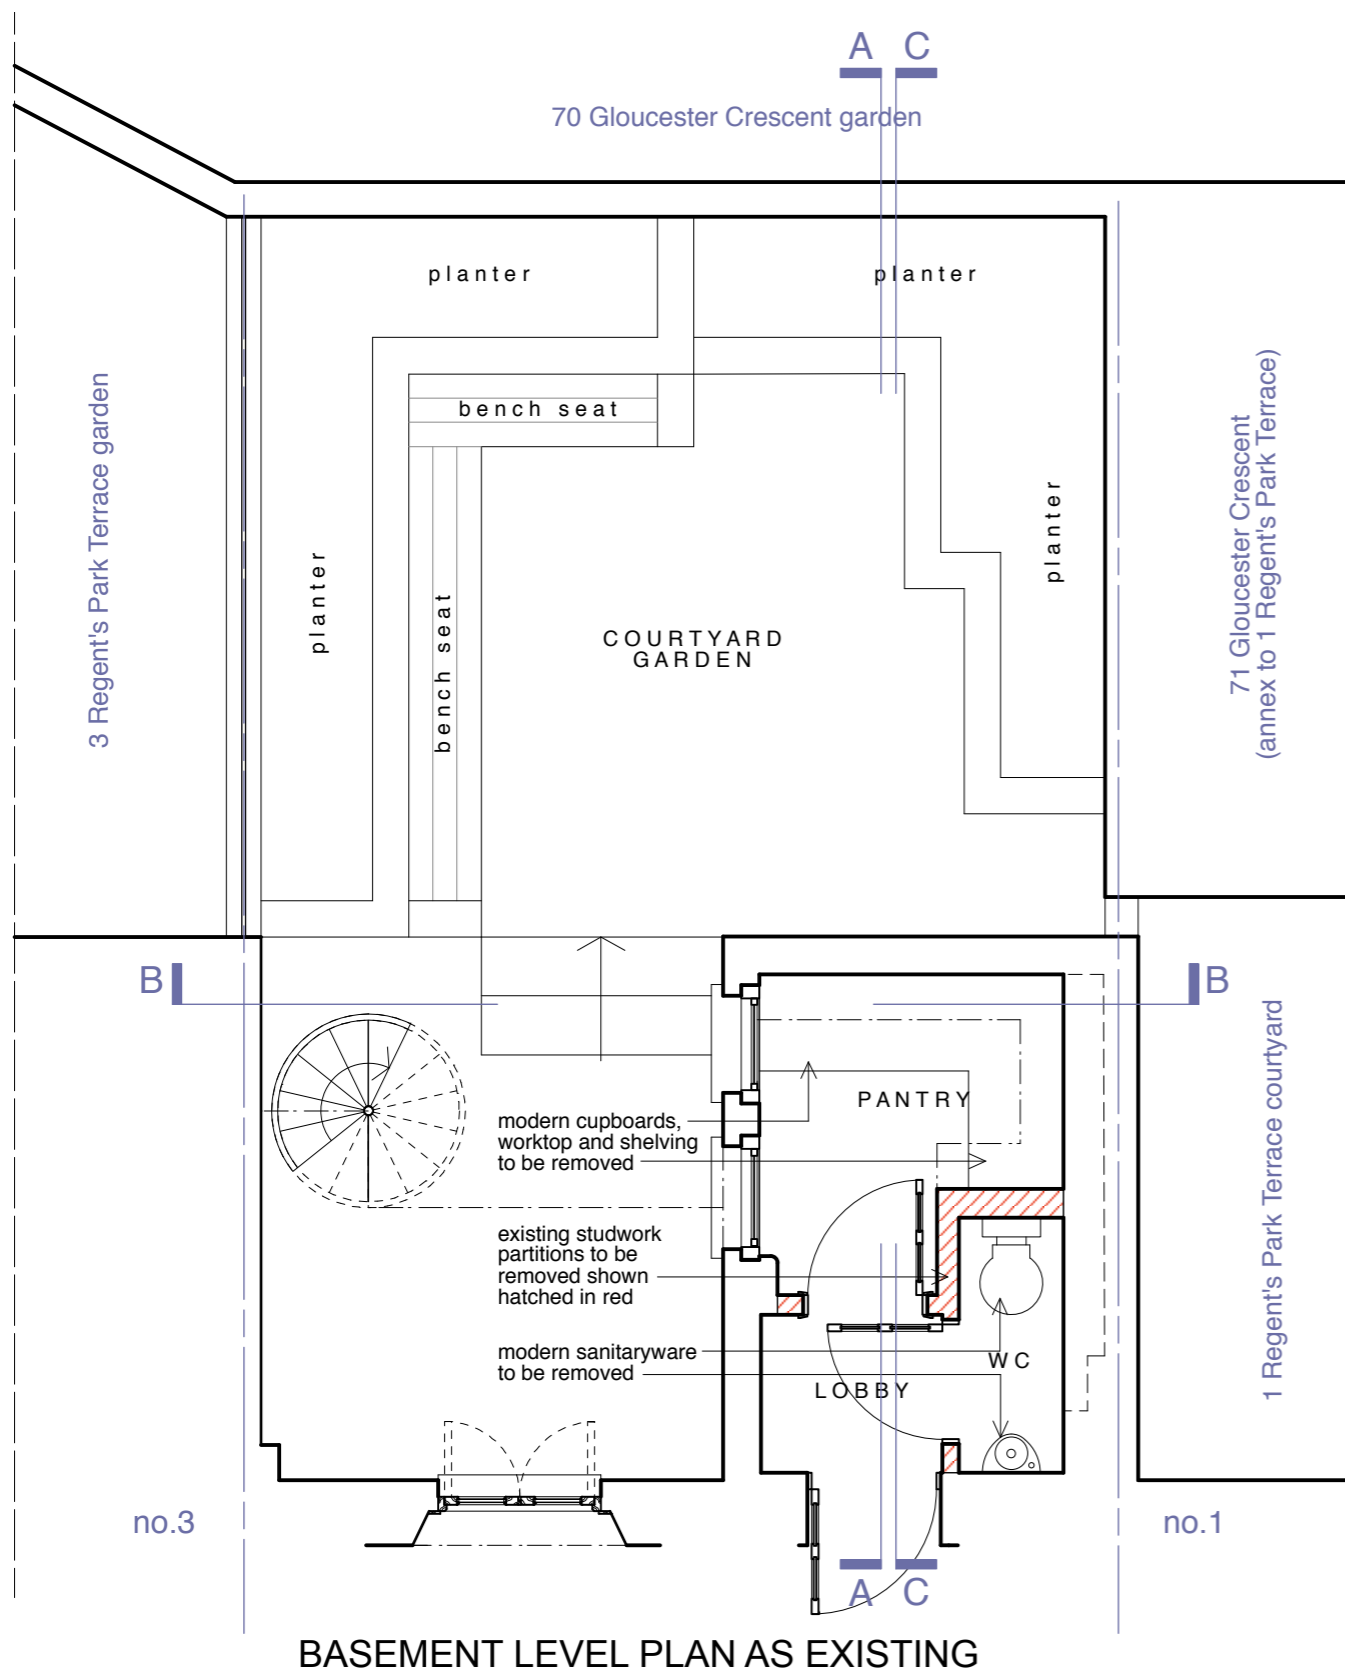 A C
70 Gloucester Crescent garden
planter
planter
bench seat
3 Regent's Park Terrace garden
planter
bench seat
COURTYARD
GARDEN
planter
71 Gloucester Crescent
(annex to 1 Regent's Park Terrace)
B
B
PANTRY
modern cupboards,
worktop and shelving
to be removed
existing studwork
partitions to be
removed shown
hatched in red
modern sanitaryware
to be removed
WC
LOBBY
1 Regent's Park Terrace courtyard
no.3
no.1
A C
BASEMENT LEVEL PLAN AS EXISTING